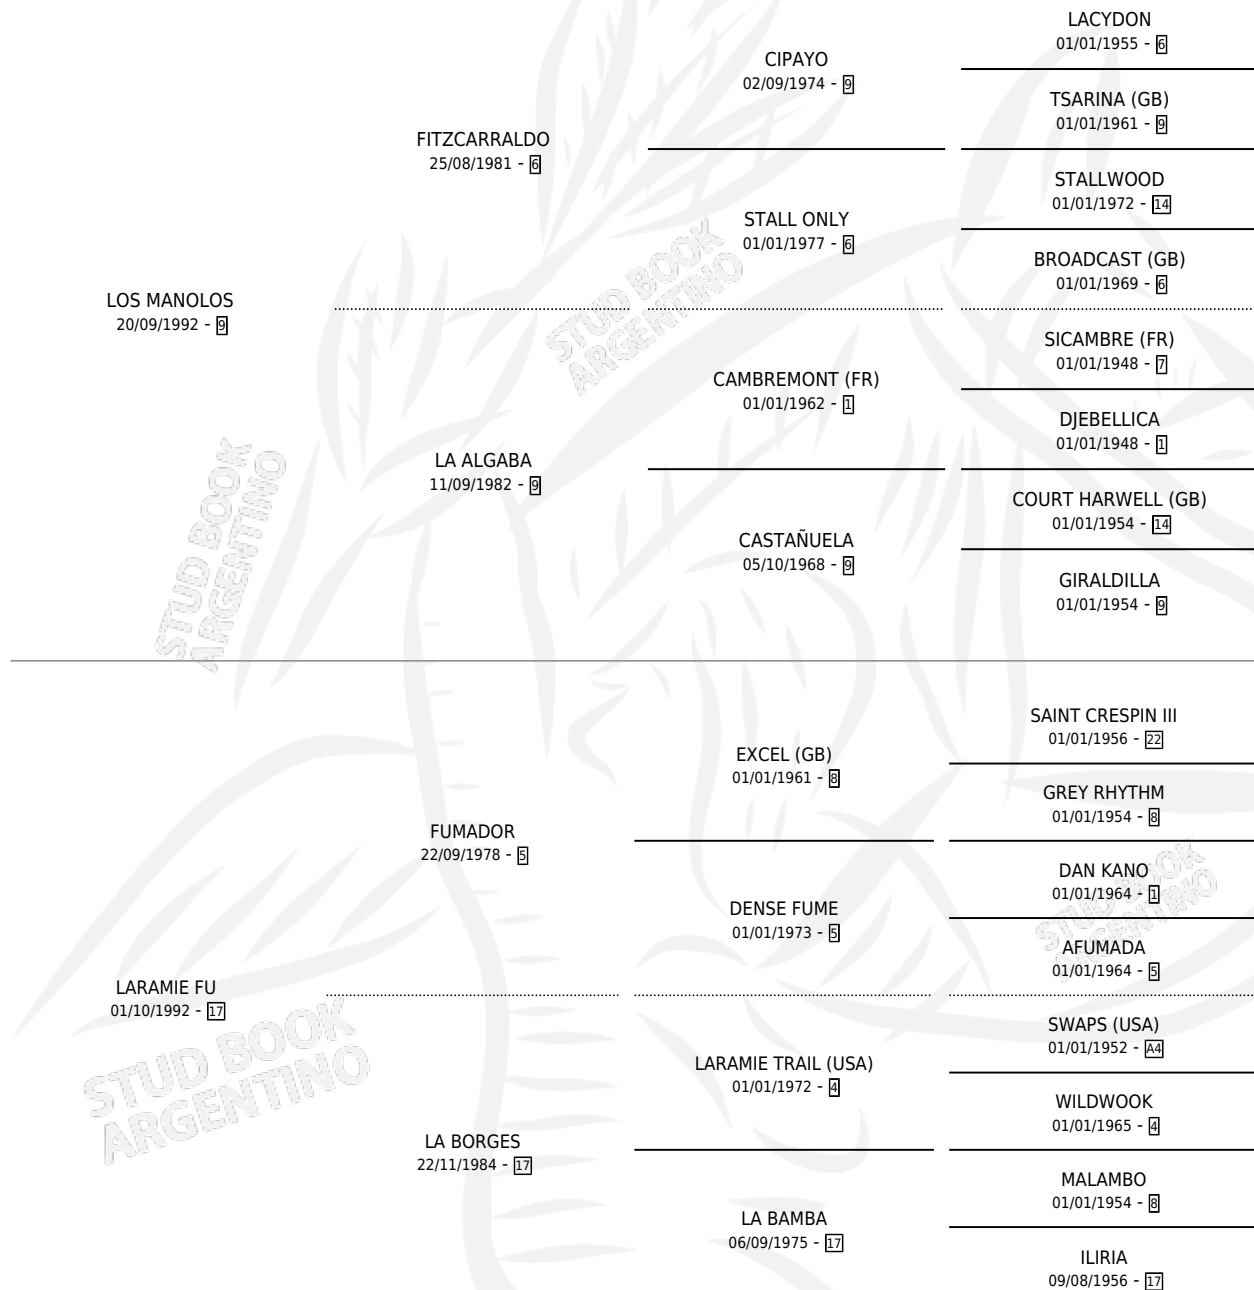 LACYDON
01/01/1955 - 6
CIPAYO
02/09/1974 - 9
TSARINA (GB)
01/01/1961 - 9
FITZCARRALDO
25/08/1981 - 6
STALLWOOD
01/01/1972 - 14
STALL ONLY
01/01/1977 - 6
BROADCAST (GB)
01/01/1969 - 6
LOS MANOLOS
20/09/1992 - 9
SICAMBRE (FR)
01/01/1948 - 7
CAMBREMONT (FR)
01/01/1962 - 1
DJEBELLICA
01/01/1948 - 1
LA ALGABA
11/09/1982 - 9
COURT HARWELL (GB)
01/01/1954 - 14
CASTAÑUELA
05/10/1968 - 9
GIRALDILLA
01/01/1954 - 9
SAINT CRESPIN III
01/01/1956 - 22
EXCEL (GB)
01/01/1961 - 8
GREY RHYTHM
01/01/1954 - 8
FUMADOR
22/09/1978 - 5
DAN KANO
01/01/1964 - 1
DENSE FUME
01/01/1973 - 5
AFUMADA
01/01/1964 - 5
LARAMIE FU
01/10/1992 - 17
SWAPS (USA)
01/01/1952 - A4
LARAMIE TRAIL (USA)
01/01/1972 - 4
WILDWOOK
01/01/1965 - 4
LA BORGES
22/11/1984 - 17
MALAMBO
01/01/1954 - 8
LA BAMBA
06/09/1975 - 17
ILIRIA
09/08/1956 - 17
STUD BOOK
ARGENTINO
STUD BOOK
ARGENTINO
STUD BOOK
ARGENTINO
STUD BOOK
ARGENTINO